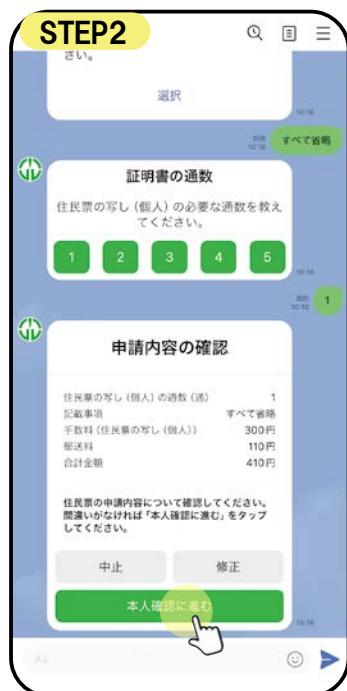 STEP2
さい。
選択
10:16
既読
10:16
すべて省略
証明書の通数
住民票の写し（個人）の必要な通数を教え
てください。
1 2 3 4 5
10:16
既読
10:16
1
申請内容の確認
住民票の写し（個人）の通数（通） 1
記載事項 すべて省略
手数料（住民票の写し（個人）） 300円
郵送料 110円
合計金額 410円
住民票の申請内容について確認してください。
間違いがなければ「本人確認に進む」をタップ
してください。
中止 修正
本人確認に進む
10:16
Aa